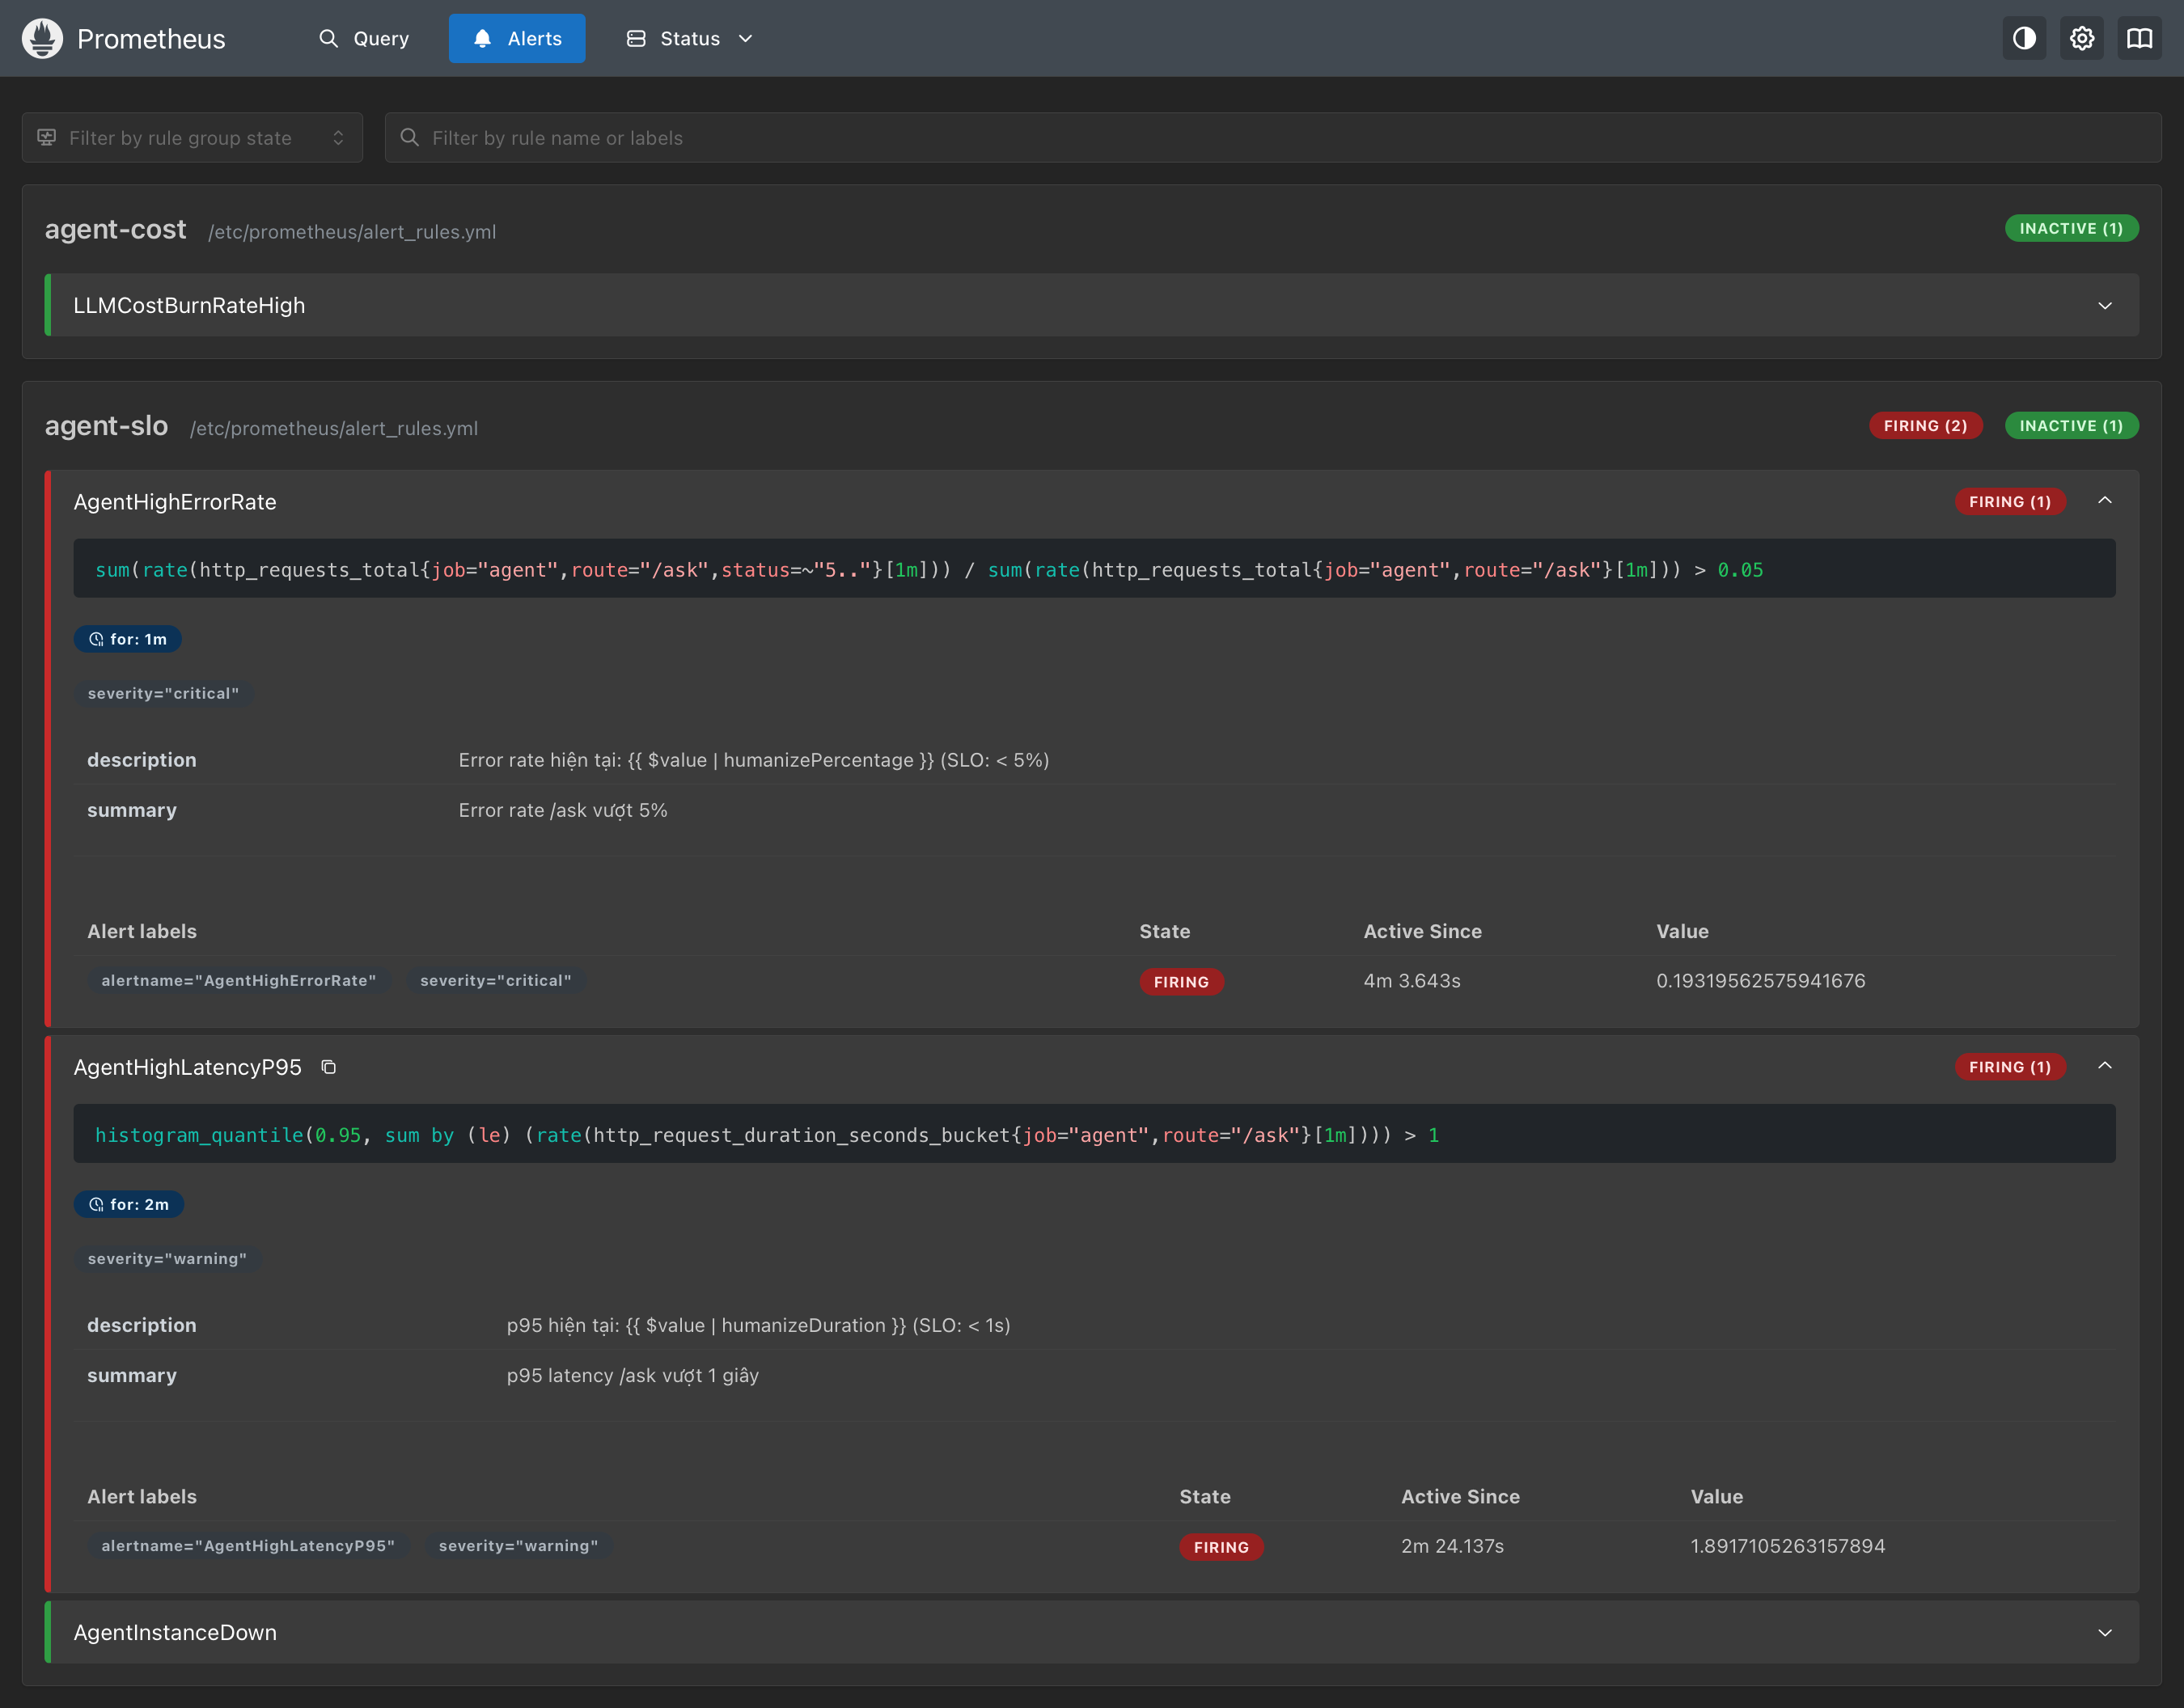 Prometheus Query Alerts Status
Filter by rule group state Filter by rule name or labels
agent-cost /etc/prometheus/alert_rules.yml INACTIVE (1)
LLMCostBurnRateHigh
agent-slo /etc/prometheus/alert_rules.yml FIRING (2) INACTIVE (1)
AgentHighErrorRate FIRING (1)
sum(rate(http_requests_total{job="agent",route="/ask",status=~"5.."}[1m])) / sum(rate(http_requests_total{job="agent",route="/ask"}[1m])) > 0.05
for: 1m
severity="critical"
description Error rate hiện tại: {{ $value | humanizePercentage }} (SLO: < 5%)
summary Error rate /ask vượt 5%
Alert labels State Active Since Value
alertname="AgentHighErrorRate" severity="critical" FIRING 4m 3.643s 0.19319562575941676
AgentHighLatencyP95 FIRING (1)
histogram_quantile(0.95, sum by (le) (rate(http_request_duration_seconds_bucket{job="agent",route="/ask"}[1m]))) > 1
for: 2m
severity="warning"
description p95 hiện tại: {{ $value | humanizeDuration }} (SLO: < 1s)
summary p95 latency /ask vượt 1 giây
Alert labels State Active Since Value
alertname="AgentHighLatencyP95" severity="warning" FIRING 2m 24.137s 1.8917105263157894
AgentInstanceDown